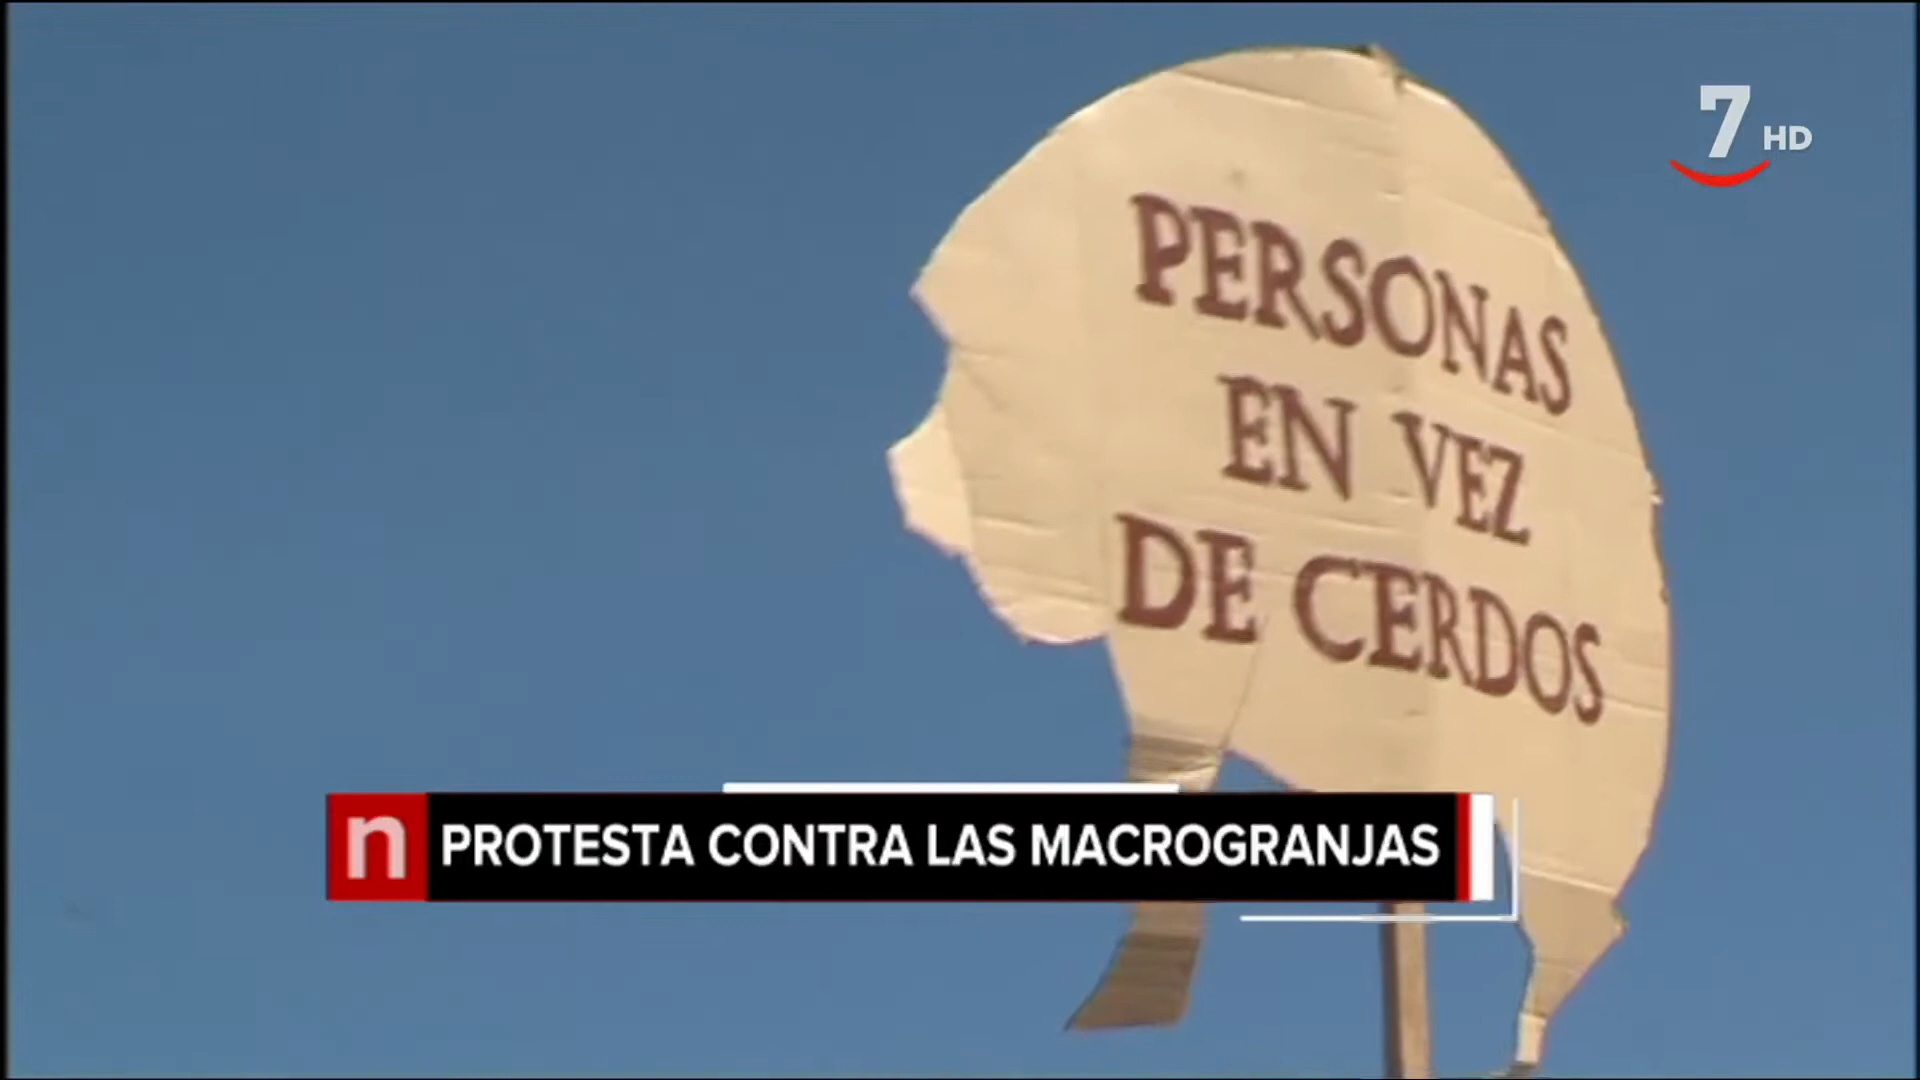 7 HD
PERSONAS
EN VEZ
DE CERDOS
n PROTESTA CONTRA LAS MACROGRANJAS